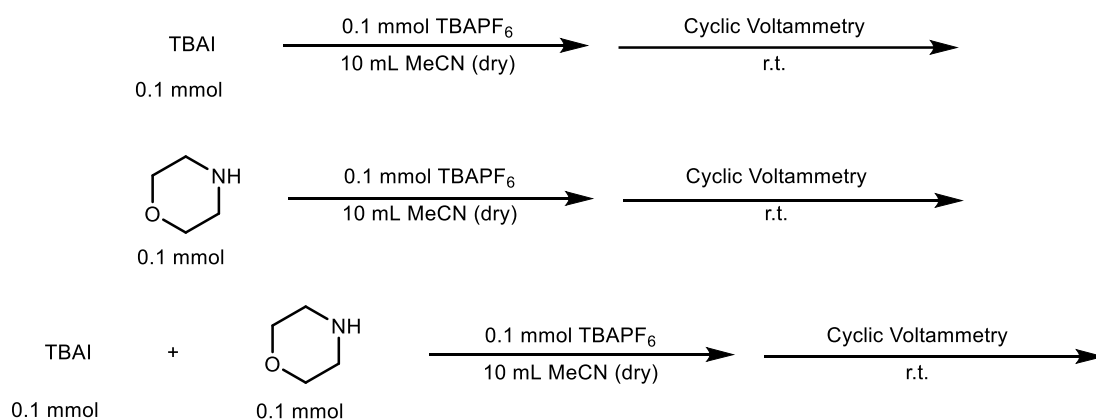 TBAI
0.1 mmol TBAPF6
10 mL MeCN (dry)
Cyclic Voltammetry
r.t.
0.1 mmol
NH
O
0.1 mmol TBAPF6
10 mL MeCN (dry)
Cyclic Voltammetry
r.t.
0.1 mmol
TBAI + NH
O
0.1 mmol TBAPF6
10 mL MeCN (dry)
Cyclic Voltammetry
r.t.
0.1 mmol
0.1 mmol